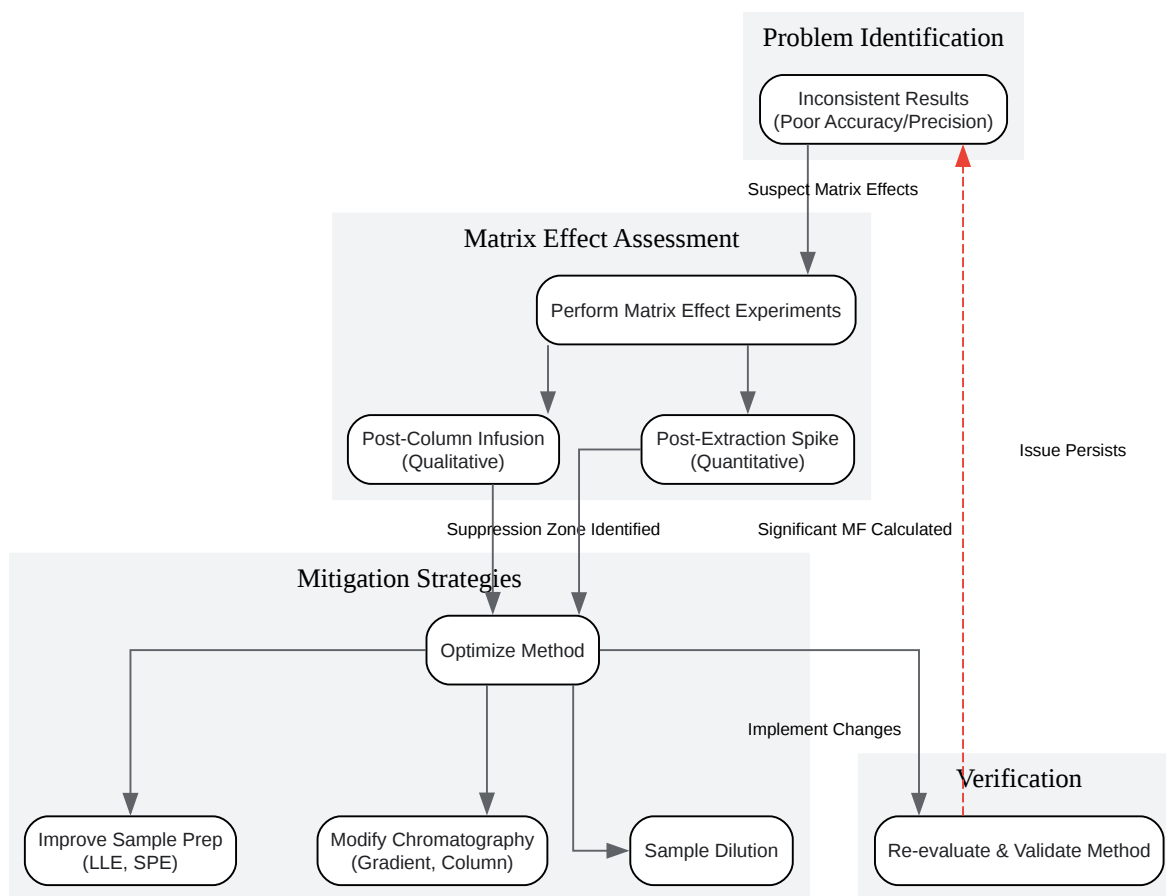 Problem Identification
Inconsistent Results
(Poor Accuracy/Precision)
Suspect Matrix Effects
Matrix Effect Assessment
Perform Matrix Effect Experiments
Post-Column Infusion
(Qualitative)
Post-Extraction Spike
(Quantitative)
Issue Persists
Suppression Zone Identified
Significant MF Calculated
Mitigation Strategies
Optimize Method
Implement Changes
Verification
Improve Sample Prep
(LLE, SPE)
Modify Chromatography
(Gradient, Column)
Sample Dilution
Re-evaluate & Validate Method